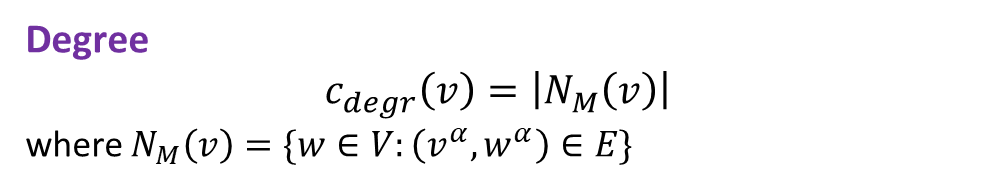 Degree
c_{degr}(v) = |N_M(v)|
where N_M(v) = {w ∈ V: (v^α, w^α) ∈ E}